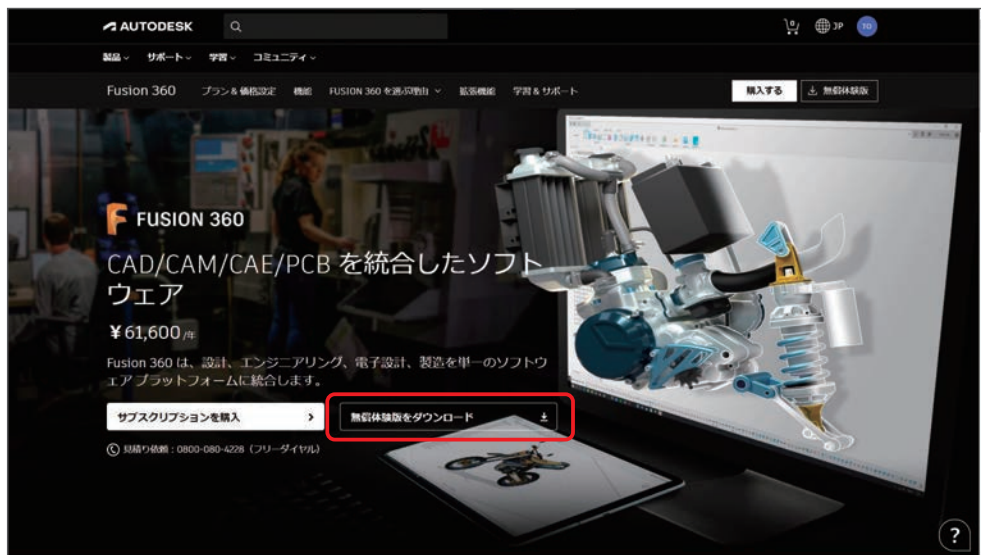 AUTODESK
0
JP
TO
製品
サポート
学習
コミュニティ
Fusion 360
プラン & 価格設定
機能
FUSION 360 を選ぶ理由
拡張機能
学習 & サポート
購入する
無償体験版
FUSION 360
CAD/CAM/CAE/PCB を統合したソフト
ウェア
¥61,600 /年
Fusion 360 は、設計、エンジニアリング、電子設計、製造を単一のソフトウ
ェア プラットフォームに統合します。
サブスクリプションを購入
無償体験版をダウンロード
見積り依頼:0800-080-4228(フリーダイヤル)
?